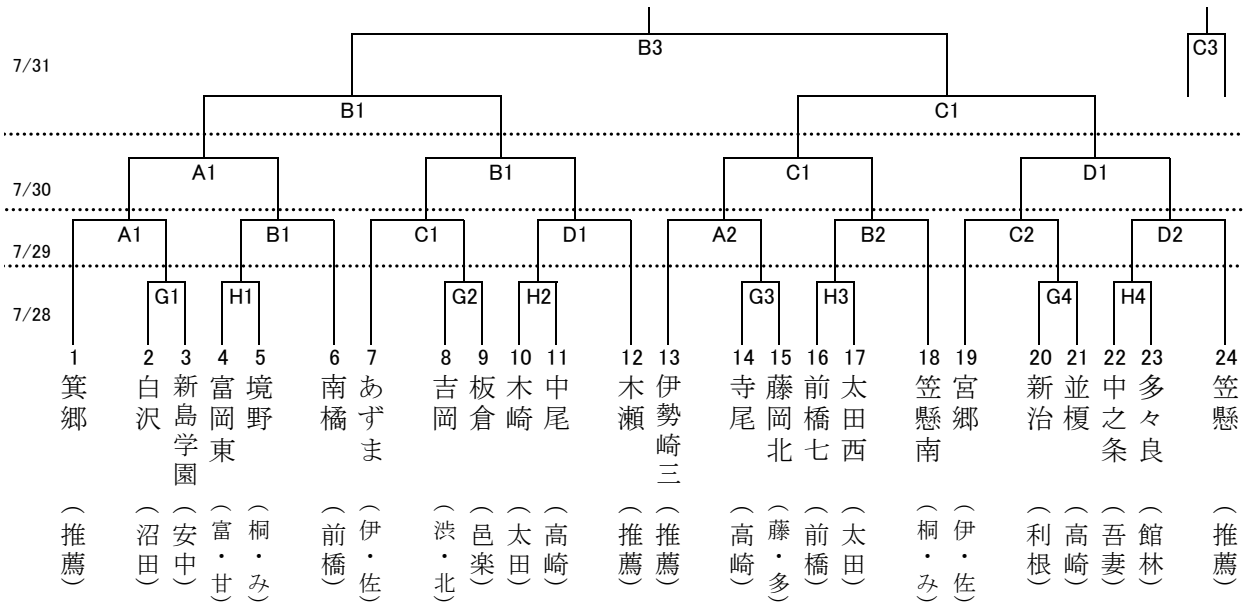 B3
C3
7/31
B1
C1
A1
B1
C1
D1
7/30
A1
B1
C1
D1
A2
B2
C2
D2
7/29
G1
H1
G2
H2
G3
H3
G4
H4
7/28
1
2
3
4
5
6
7
8
9
10
11
12
13
14
15
16
17
18
19
20
21
22
23
24
箕郷
白沢
新島学園
富岡東
境野
南橘
あずま
吉岡
板倉
木崎
中尾
木瀬
伊勢崎三
寺尾
藤岡北
前橋七
太田西
笠懸南
宮郷
新治
並榎
中之条
多々良
笠懸
（推薦）
（沼田）
（安中）
（富・甘）
（桐・み）
（前橋）
（伊・佐）
（渋・北）
（邑楽）
（太田）
（高崎）
（推薦）
（推薦）
（高崎）
（藤・多）
（前橋）
（太田）
（桐・み）
（伊・佐）
（利根）
（高崎）
（吾妻）
（館林）
（推薦）